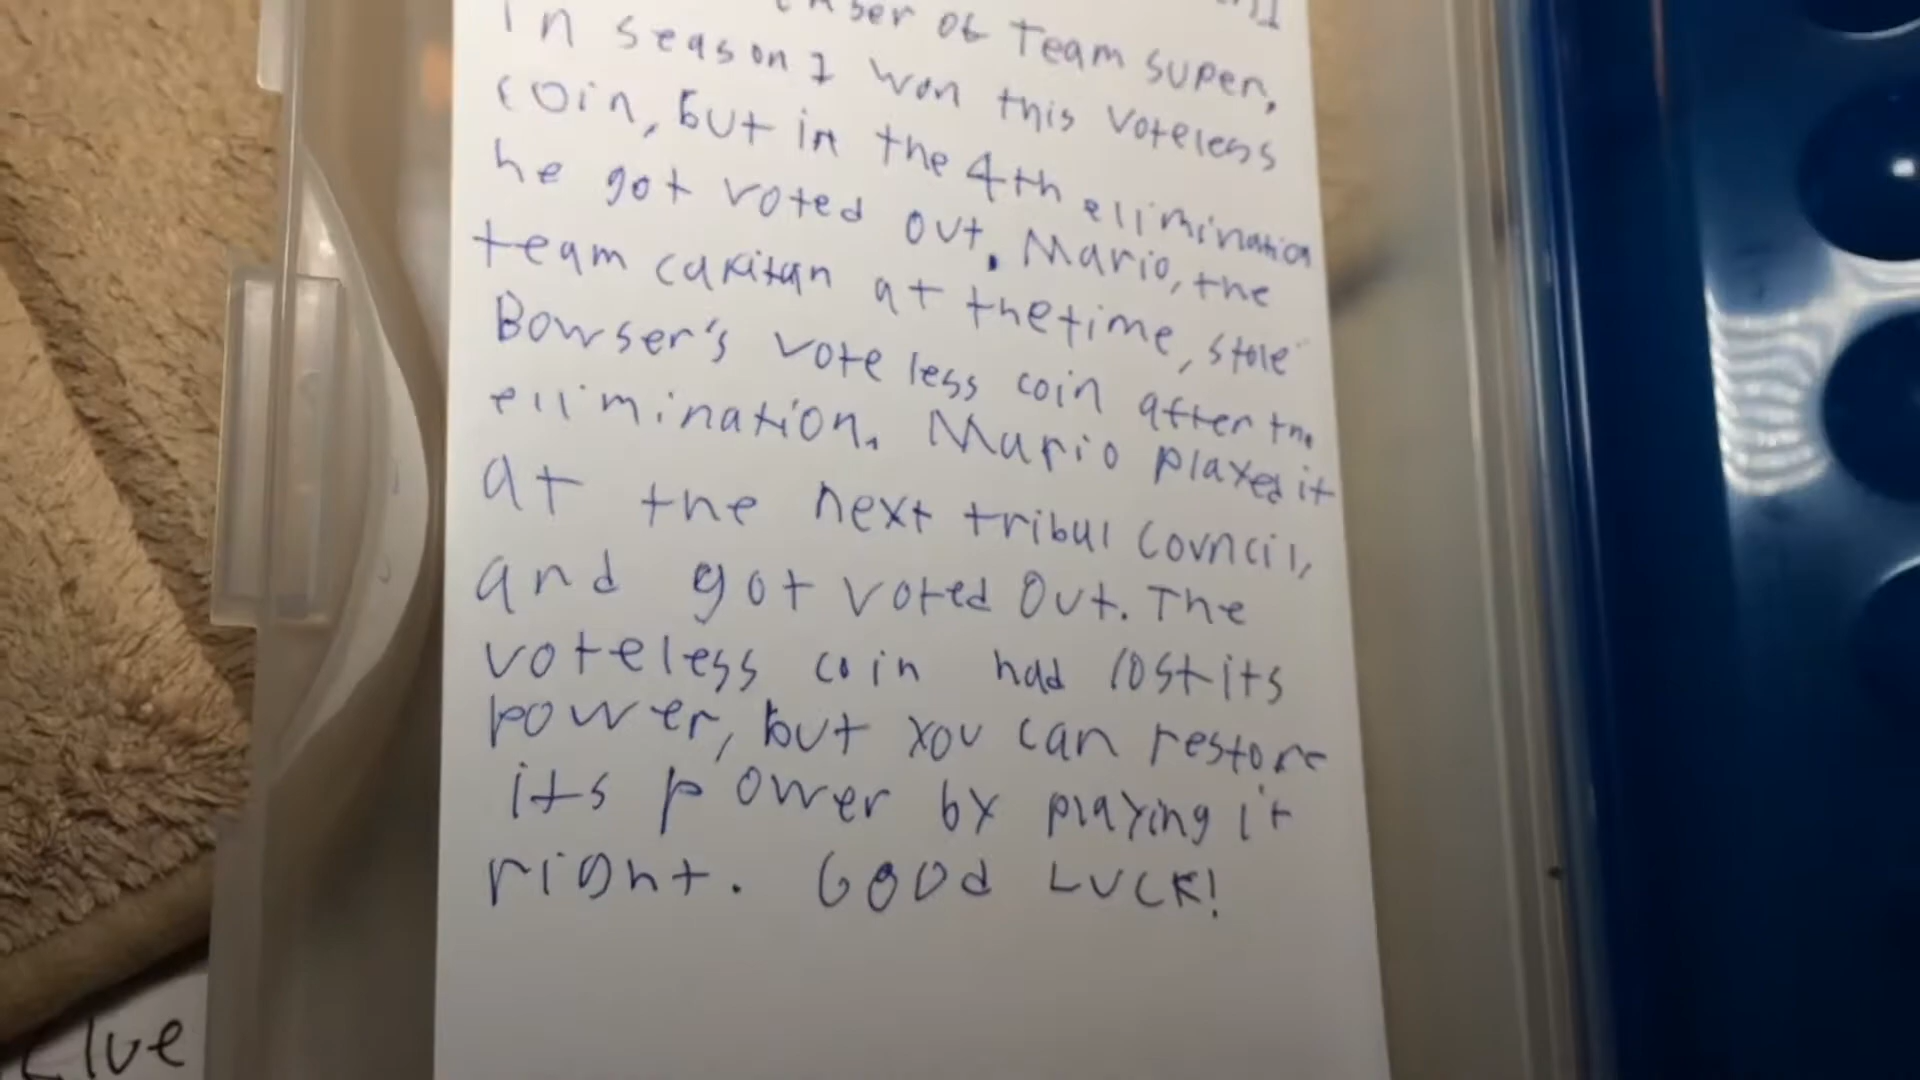 of Team super,
in season 1 won this voteless
coin, but in the 4th ellimination
he got voted out. Mario, the
team cakitan at the time, stole
Bowser's vote less coin after the
ellimination. Mario played it
at the next tribul council,
and got voted out. The
voteless coin had lost its
power, but you can restore
its power by playing it
right. Good Luck!
clue